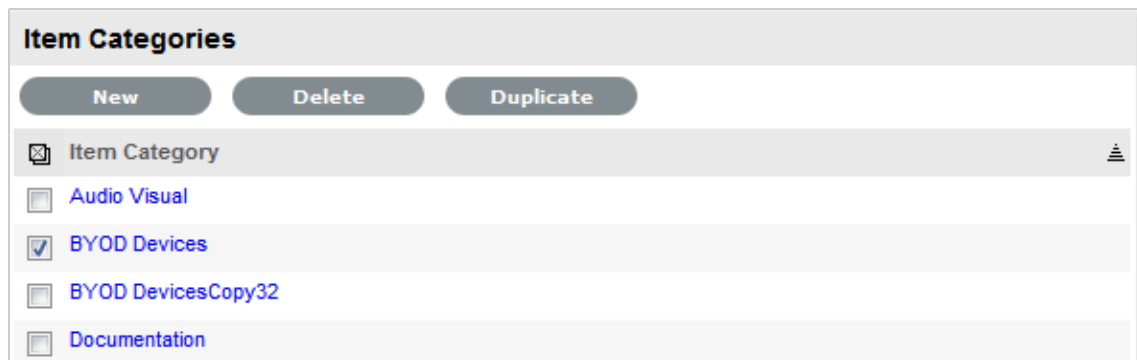 Item Categories
New Delete Duplicate
Item Category
Audio Visual
BYOD Devices
BYOD DevicesCopy32
Documentation